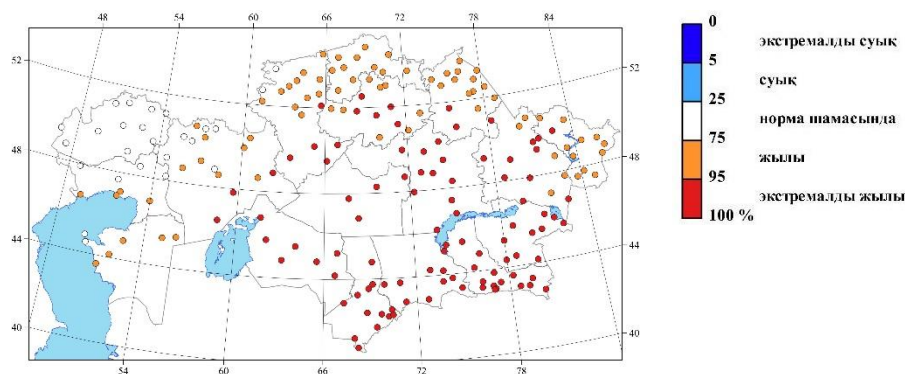 48 54 60 66 72 78 84
52 52
48 48
44 44
40 40
54 60 66 72 78
0
экстремалды суық
5
суық
25
норма шамасында
75
жылы
95
экстремалды жылы
100 %